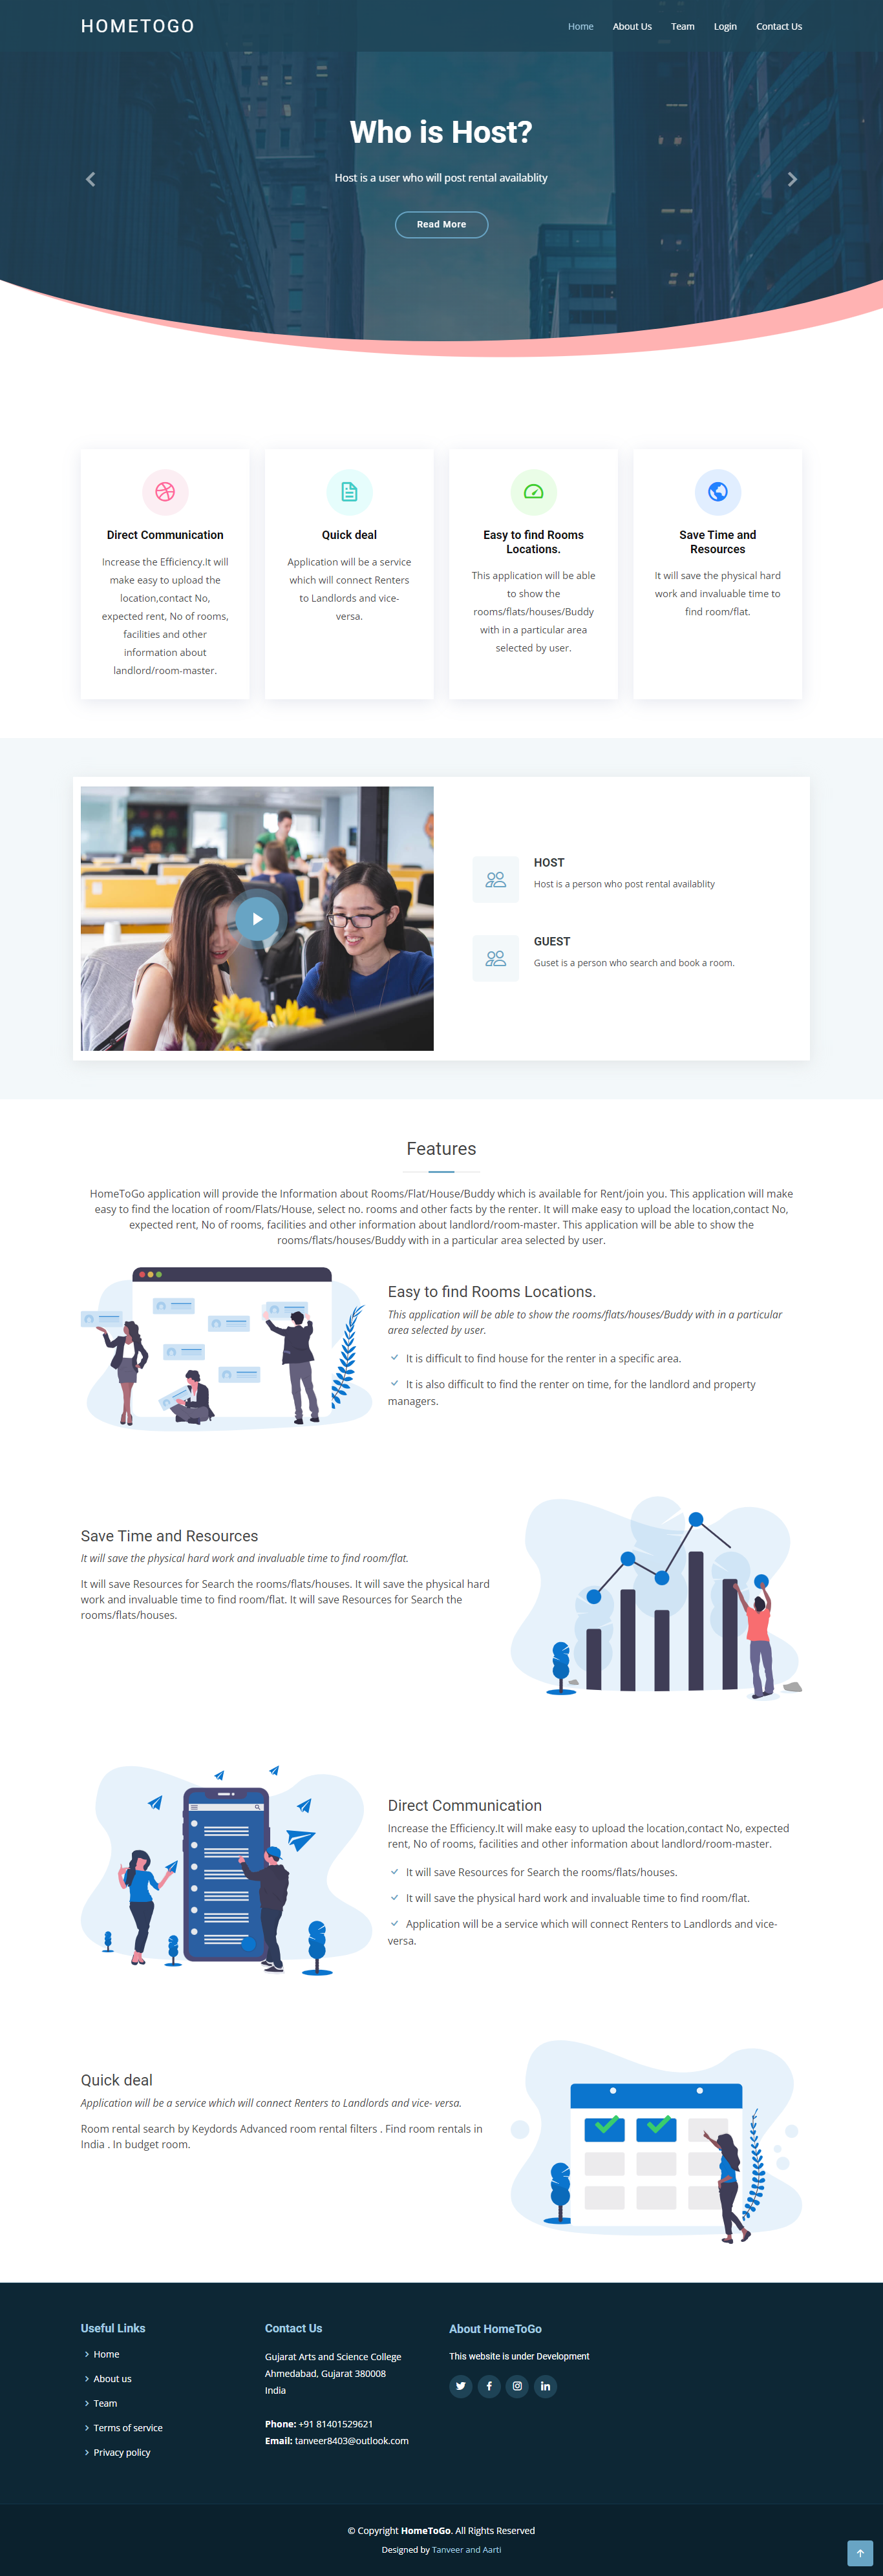 HOMETOGO
Home
About Us
Team
Login
Contact Us
Who is Host?
Host is a user who will post rental availablity
Read More
Direct Communication
Increase the Efficiency.It will
make easy to upload the
location,contact No,
expected rent, No of rooms,
facilities and other
information about
landlord/room-master.
Quick deal
Application will be a service
which will connect Renters
to Landlords and vice-
versa.
Easy to find Rooms
Locations.
This application will be able
to show the
rooms/flats/houses/Buddy
with in a particular area
selected by user.
Save Time and
Resources
It will save the physical hard
work and invaluable time to
find room/flat.
HOST
Host is a person who post rental availablity
GUEST
Guset is a person who search and book a room.
Features
HomeToGo application will provide the Information about Rooms/Flat/House/Buddy which is available for Rent/join you. This application will make
easy to find the location of room/Flats/House, select no. rooms and other facts by the renter. It will make easy to upload the location,contact No,
expected rent, No of rooms, facilities and other information about landlord/room-master. This application will be able to show the
rooms/flats/houses/Buddy with in a particular area selected by user.
Easy to find Rooms Locations.
This application will be able to show the rooms/flats/houses/Buddy with in a particular
area selected by user.
It is difficult to find house for the renter in a specific area.
It is also difficult to find the renter on time, for the landlord and property
managers.
Save Time and Resources
It will save the physical hard work and invaluable time to find room/flat.
It will save Resources for Search the rooms/flats/houses. It will save the physical hard
work and invaluable time to find room/flat. It will save Resources for Search the
rooms/flats/houses.
Direct Communication
Increase the Efficiency.It will make easy to upload the location,contact No, expected
rent, No of rooms, facilities and other information about landlord/room-master.
It will save Resources for Search the rooms/flats/houses.
It will save the physical hard work and invaluable time to find room/flat.
Application will be a service which will connect Renters to Landlords and vice-
versa.
Quick deal
Application will be a service which will connect Renters to Landlords and vice- versa.
Room rental search by Keydords Advanced room rental filters . Find room rentals in
India . In budget room.
Useful Links
Home
About us
Team
Terms of service
Privacy policy
Contact Us
Gujarat Arts and Science College
Ahmedabad, Gujarat 380008
India
Phone: +91 81401529621
Email: tanveer8403@outlook.com
About HomeToGo
This website is under Development
© Copyright HomeToGo. All Rights Reserved
Designed by Tanveer and Aarti